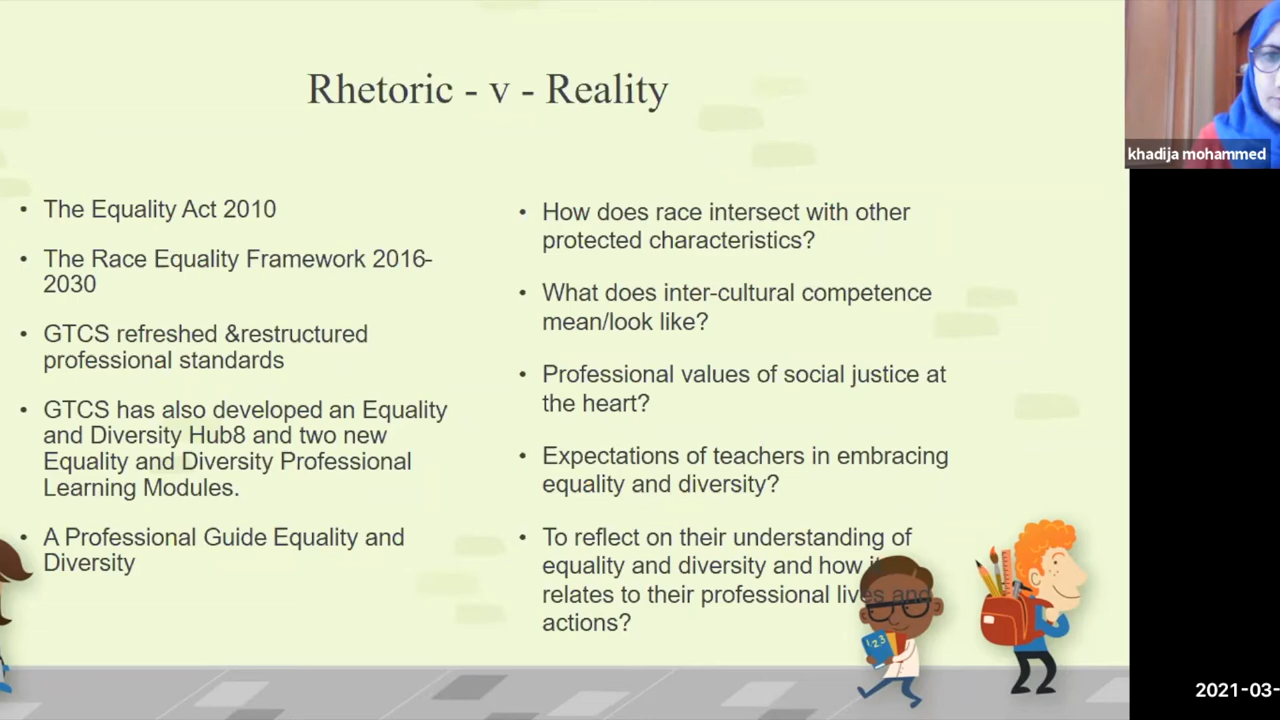 Rhetoric - v - Reality
• The Equality Act 2010
• The Race Equality Framework 2016-
2030
• GTCS refreshed &restructured
professional standards
• GTCS has also developed an Equality
and Diversity Hub8 and two new
Equality and Diversity Professional
Learning Modules.
• A Professional Guide Equality and
Diversity
• How does race intersect with other
protected characteristics?
• What does inter-cultural competence
mean/look like?
• Professional values of social justice at
the heart?
• Expectations of teachers in embracing
equality and diversity?
• To reflect on their understanding of
equality and diversity and how it
relates to their professional lives and
actions?
123
khadija mohammed
2021-03-